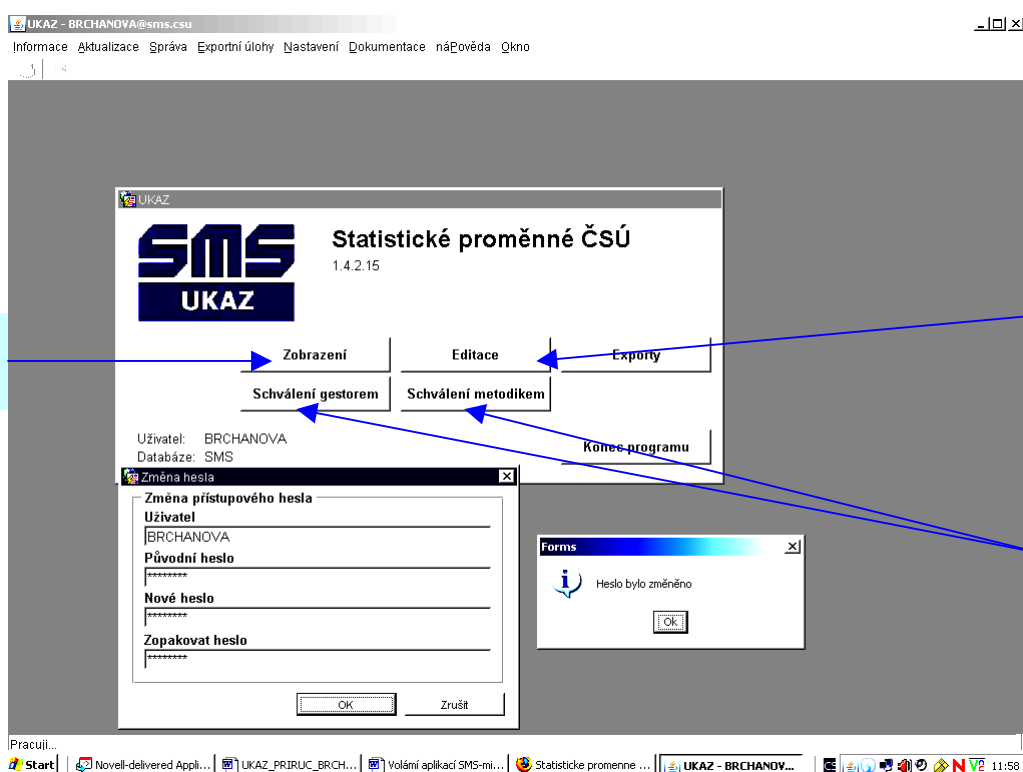 UKAZ - BRCHANOVA@sms.csu
Informace Aktualizace Správa Exportní úlohy Nastavení Dokumentace náPověda Okno
UKAZ
SMS
UKAZ
Statistické proměnné ČSÚ
1.4.2.15
Zobrazení Editace Exporty
Schválení gestorem Schválení metodikem
Uživatel: BRCHANOVA
Databáze: SMS
Konec programu
Změna hesla
Změna přístupového hesla
Uživatel
BRCHANOVA
Původní heslo
********
Nové heslo
********
Zopakovat heslo
********
OK Zrušit
Forms
Heslo bylo změněno
Ok
Pracuji...
Start Novell-delivered Appli... UKAZ_PRIRUC_BRCH... Volání aplikací SMS-mi... Statisticke promenne ... UKAZ - BRCHANOV... 11:58